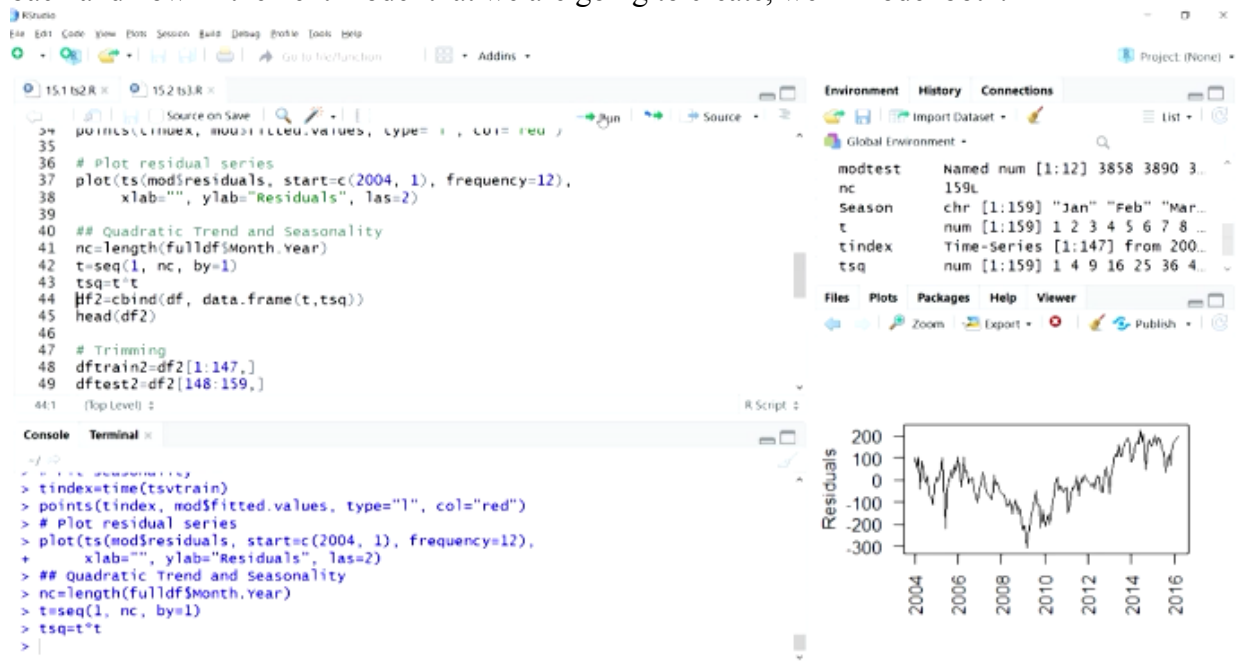 RStudio
File Edit Code View Plots Session Build Debug Profile Tools Help
Go to file/function Addins
Project: (None)
15.1 ts2.R 15.2 ts3.R
Source on Save Run Source
34 points(tindex, mod$fitted.values, type="l", col="red")
35
36 # Plot residual series
37 plot(ts(mod$residuals, start=c(2004, 1), frequency=12),
38 xlab="", ylab="Residuals", las=2)
39
40 ## Quadratic Trend and Seasonality
41 nc=length(fulldf$Month.Year)
42 t=seq(1, nc, by=1)
43 tsq=t*t
44 df2=cbind(df, data.frame(t,tsq))
45 head(df2)
46
47 # Trimming
48 dftrain2=df2[1:147,]
49 dftest2=df2[148:159,]
44:1 (Top Level) R Script
Console Terminal
~/
> tindex=time(tsvtrain)
> points(tindex, mod$fitted.values, type="l", col="red")
> # Plot residual series
> plot(ts(mod$residuals, start=c(2004, 1), frequency=12),
+ xlab="", ylab="Residuals", las=2)
> ## Quadratic Trend and Seasonality
> nc=length(fulldf$Month.Year)
> t=seq(1, nc, by=1)
> tsq=t*t
>
Environment History Connections
Import Dataset List
Global Environment
modtest Named num [1:12] 3858 3890 3..
nc 159L
Season chr [1:159] "Jan" "Feb" "Mar…
t num [1:159] 1 2 3 4 5 6 7 8 …
tindex Time-Series [1:147] from 200…
tsq num [1:159] 1 4 9 16 25 36 4…
Files Plots Packages Help Viewer
Zoom Export Publish
Residuals
200
100
0
-100
-200
-300
2004
2006
2008
2010
2012
2014
2016